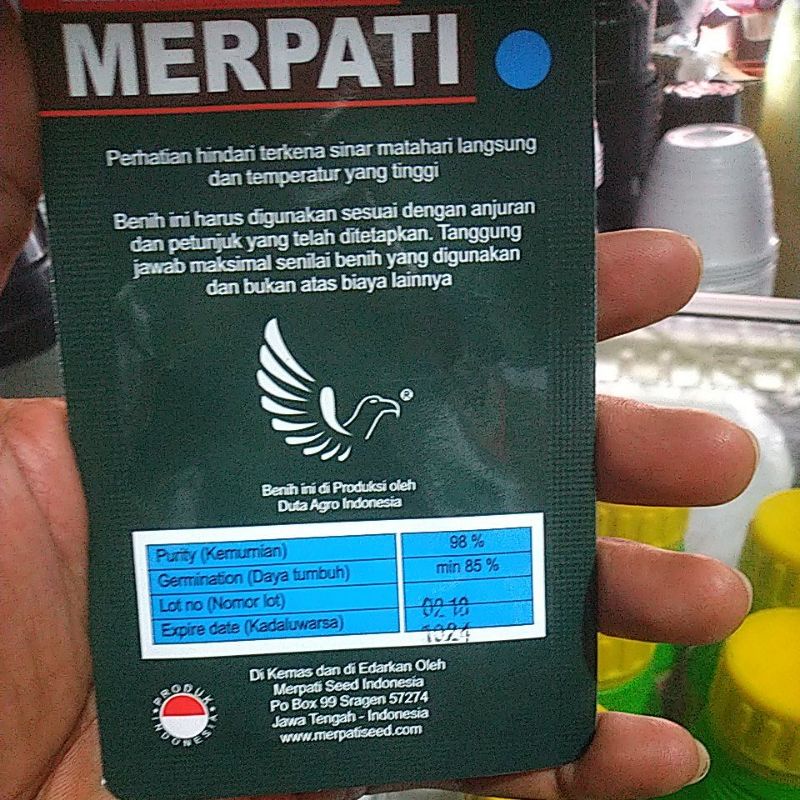 MERPATI
Perhatian hindari terkena sinar matahari langsung
dan temperatur yang tinggi
Benih ini harus digunakan sesuai dengan anjuran
dan petunjuk yang telah ditetapkan. Tanggung
jawab maksimal senilai benih yang digunakan
dan bukan atas biaya lainnya
®
Benih ini di Produksi oleh
Duta Agro Indonesia
Purity (Kemurnian) 98 %
Germination (Daya tumbuh) min 85 %
Lot no (Nomor lot)
Expire date (Kadaluwarsa)
Di Kemas dan di Edarkan Oleh
Merpati Seed Indonesia
Po Box 99 Sragen 57274
Jawa Tengah - Indonesia
www.merpatiseed.com
PRODUK
INDONESIA